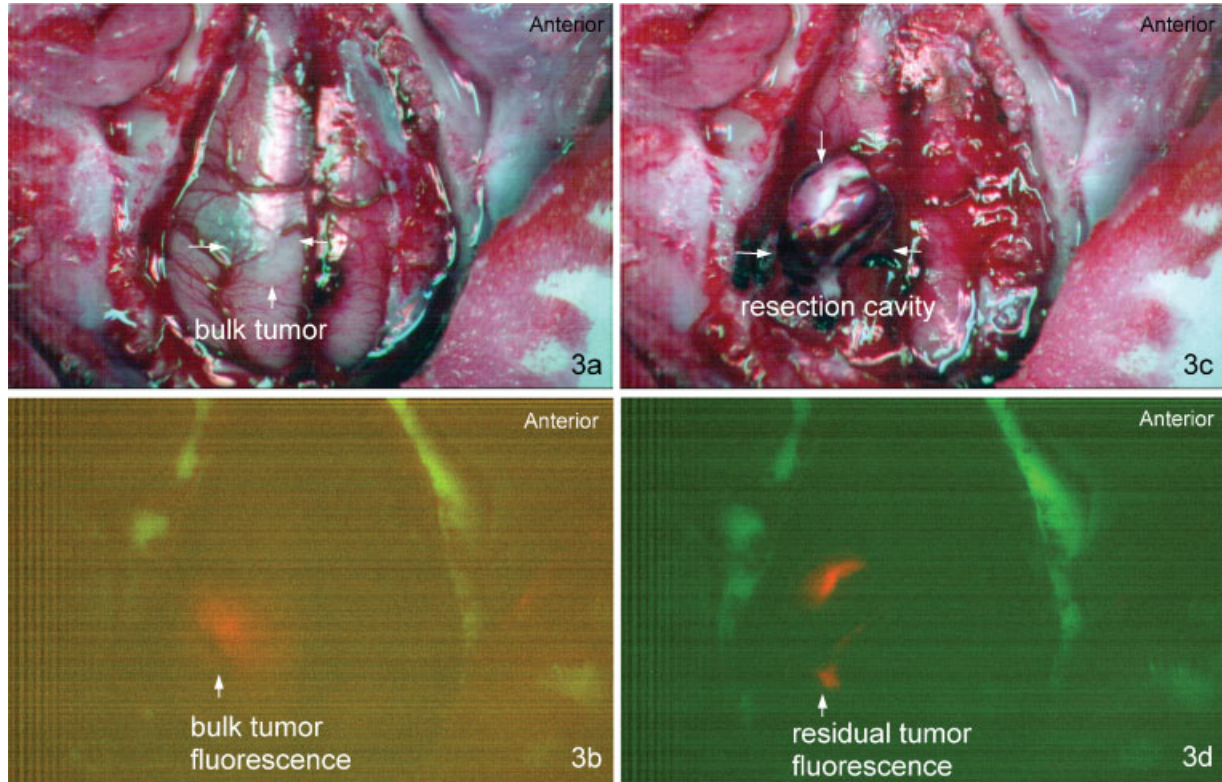 Anterior
bulk tumor
3a
Anterior
resection cavity
3c
Anterior
bulk tumor
fluorescence
3b
Anterior
residual tumor
fluorescence
3d